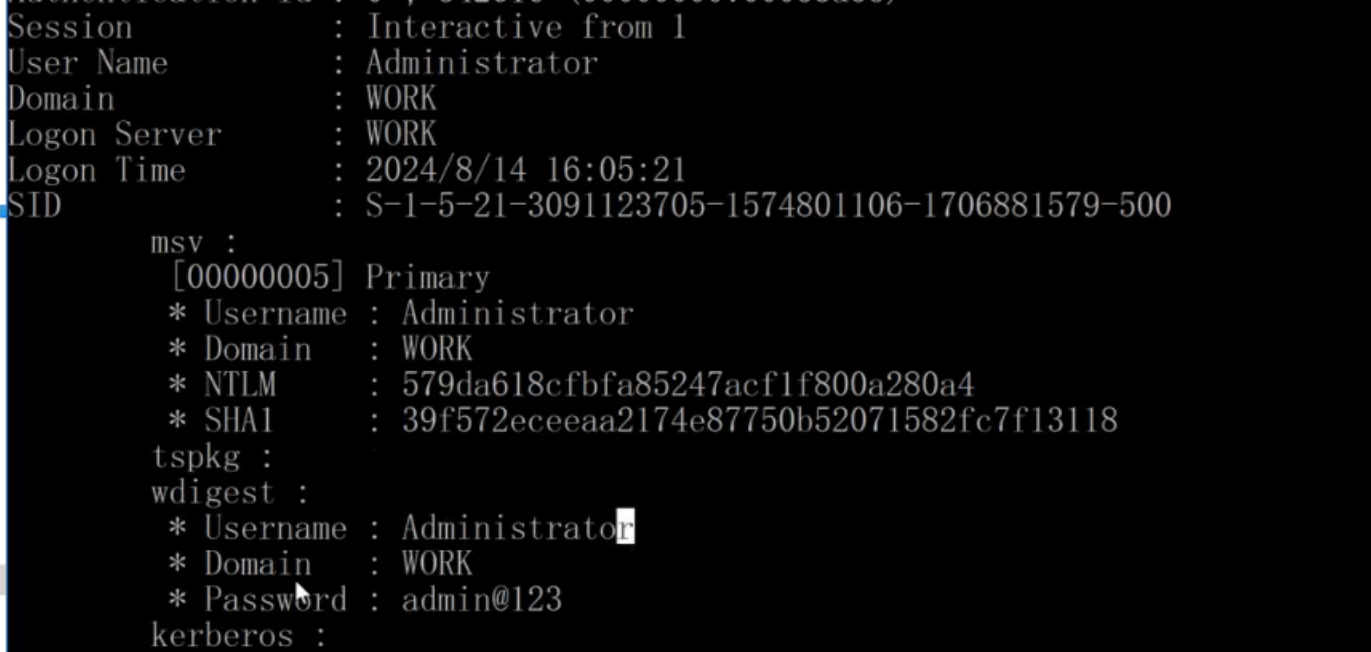 Session : Interactive from 1
User Name : Administrator
Domain : WORK
Logon Server : WORK
Logon Time : 2024/8/14 16:05:21
SID : S-1-5-21-3091123705-1574801106-1706881579-500
msv :
[00000005] Primary
* Username : Administrator
* Domain : WORK
* NTLM : 579da618cfbfa85247acf1f800a280a4
* SHA1 : 39f572eceeaa2174e87750b52071582fc7f13118
tspkg :
wdigest :
* Username : Administrator
* Domain : WORK
* Password : admin@123
kerberos :